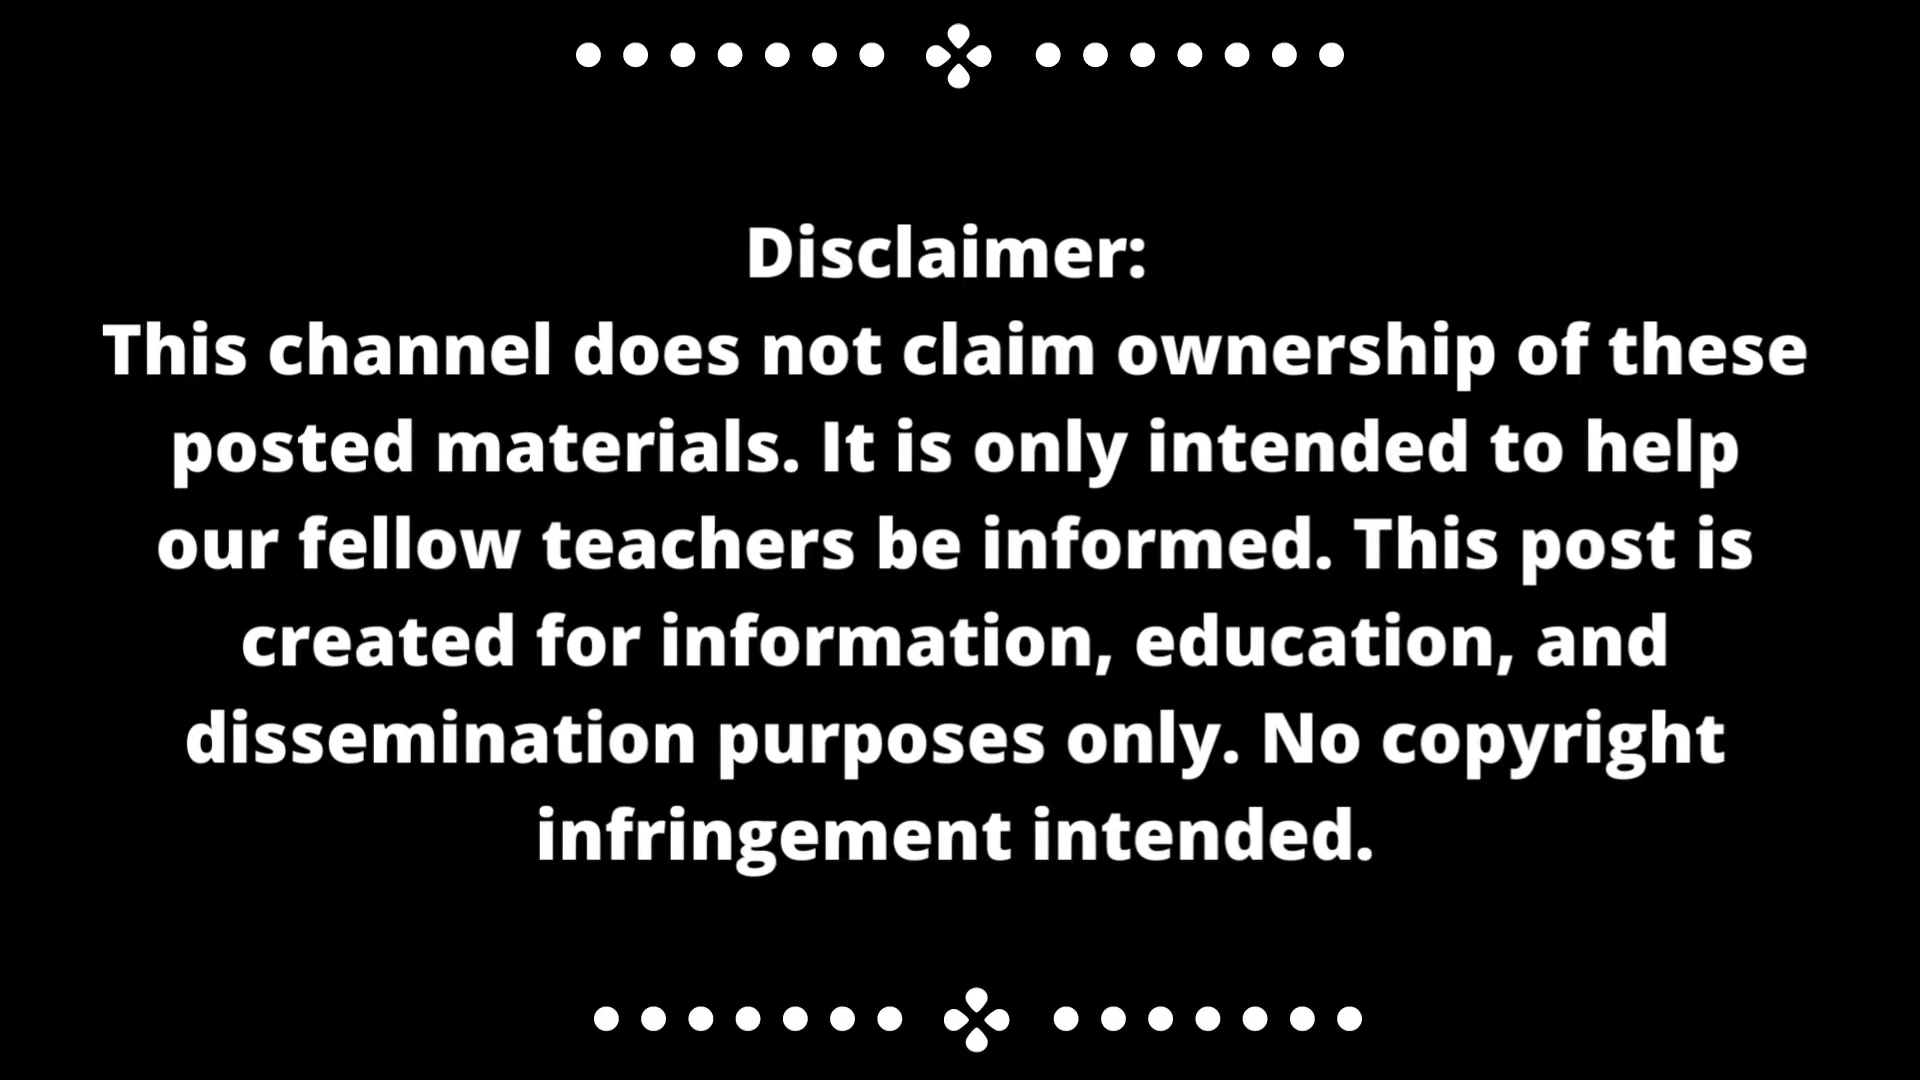 Disclaimer:
This channel does not claim ownership of these
posted materials. It is only intended to help
our fellow teachers be informed. This post is
created for information, education, and
dissemination purposes only. No copyright
infringement intended.